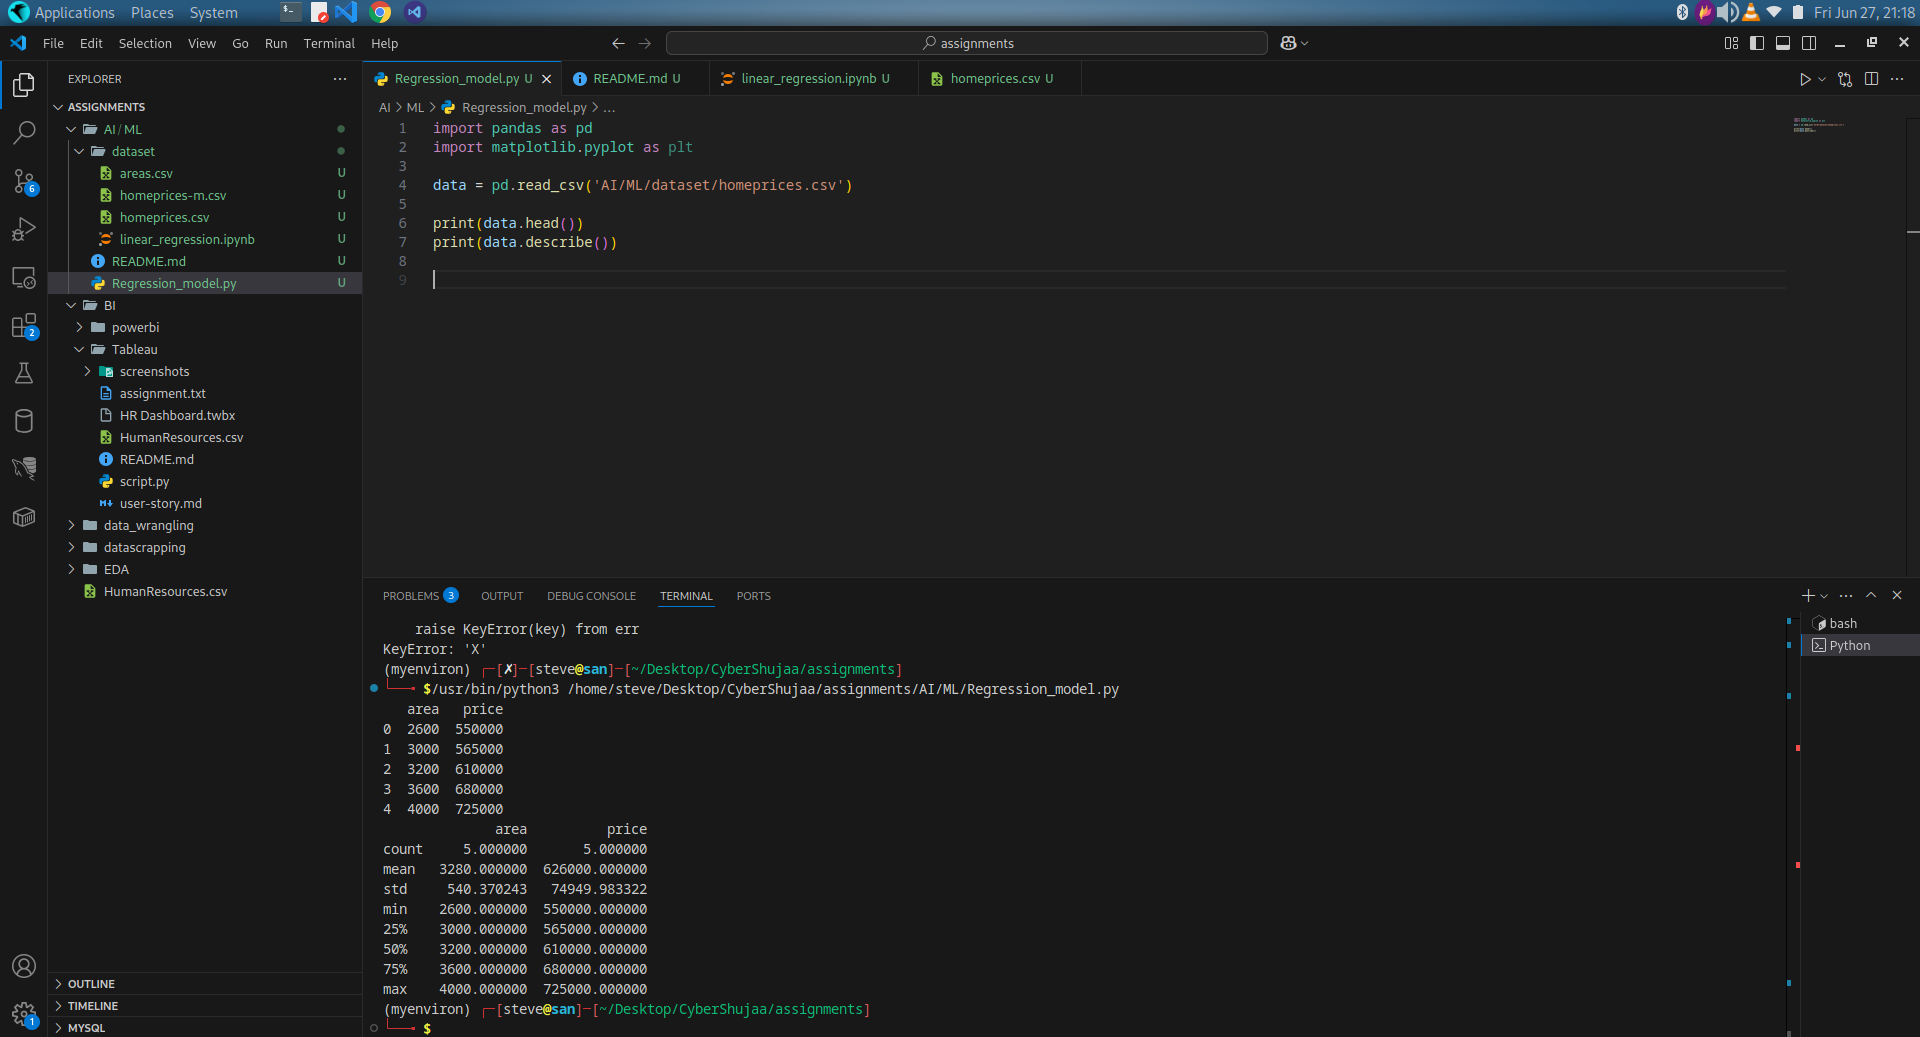 Applications Places System Fri Jun 27, 21:18
File Edit Selection View Go Run Terminal Help assignments
EXPLORER
ASSIGNMENTS
AI / ML
dataset
areas.csv U
homeprices-m.csv U
homeprices.csv U
linear_regression.ipynb U
README.md U
Regression_model.py U
BI
powerbi
Tableau
screenshots
assignment.txt
HR Dashboard.twbx
HumanResources.csv
README.md
script.py
user-story.md
data_wrangling
datascrapping
EDA
HumanResources.csv
OUTLINE
TIMELINE
MYSQL
6
2
1
Regression_model.py U README.md U linear_regression.ipynb U homeprices.csv U
AI > ML > Regression_model.py > ...
1 import pandas as pd
2 import matplotlib.pyplot as plt
3
4 data = pd.read_csv('AI/ML/dataset/homeprices.csv')
5
6 print(data.head())
7 print(data.describe())
8
9
PROBLEMS 3 OUTPUT DEBUG CONSOLE TERMINAL PORTS
raise KeyError(key) from err
KeyError: 'X'
(myenviron) ┌─[✗]─[steve@san]─[~/Desktop/CyberShujaa/assignments]
└──╼ $/usr/bin/python3 /home/steve/Desktop/CyberShujaa/assignments/AI/ML/Regression_model.py
area price
0 2600 550000
1 3000 565000
2 3200 610000
3 3600 680000
4 4000 725000
area price
count 5.000000 5.000000
mean 3280.000000 626000.000000
std 540.370243 74949.983322
min 2600.000000 550000.000000
25% 3000.000000 565000.000000
50% 3200.000000 610000.000000
75% 3600.000000 680000.000000
max 4000.000000 725000.000000
(myenviron) ┌─[steve@san]─[~/Desktop/CyberShujaa/assignments]
└──╼ $
bash
Python